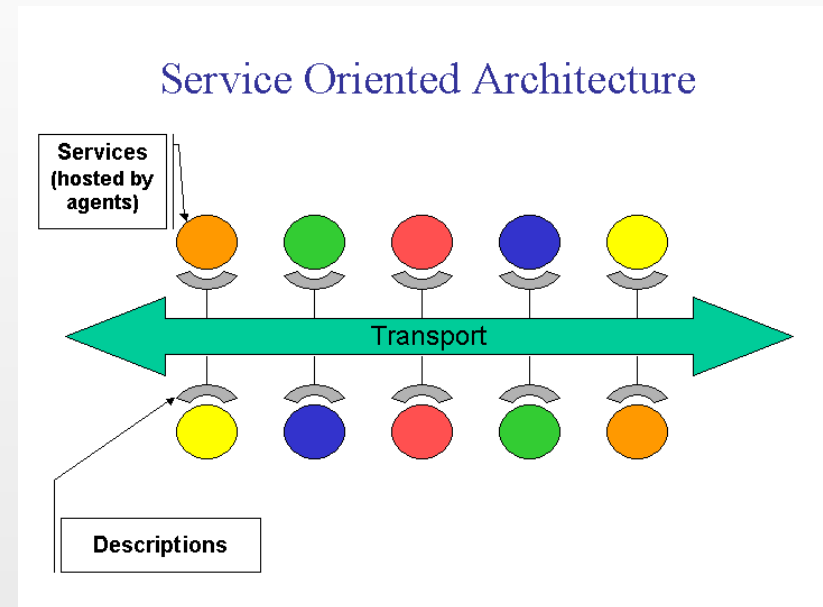 Service Oriented Architecture
Services
(hosted by
agents)
Transport
Descriptions